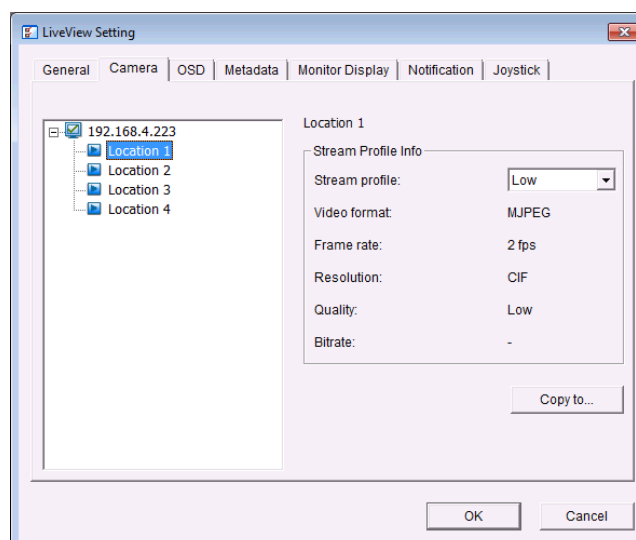 LiveView Setting
General Camera OSD Metadata Monitor Display Notification Joystick
192.168.4.223
Location 1
Location 2
Location 3
Location 4
Location 1
Stream Profile Info
Stream profile: Low
Video format: MJPEG
Frame rate: 2 fps
Resolution: CIF
Quality: Low
Bitrate: -
Copy to...
OK Cancel